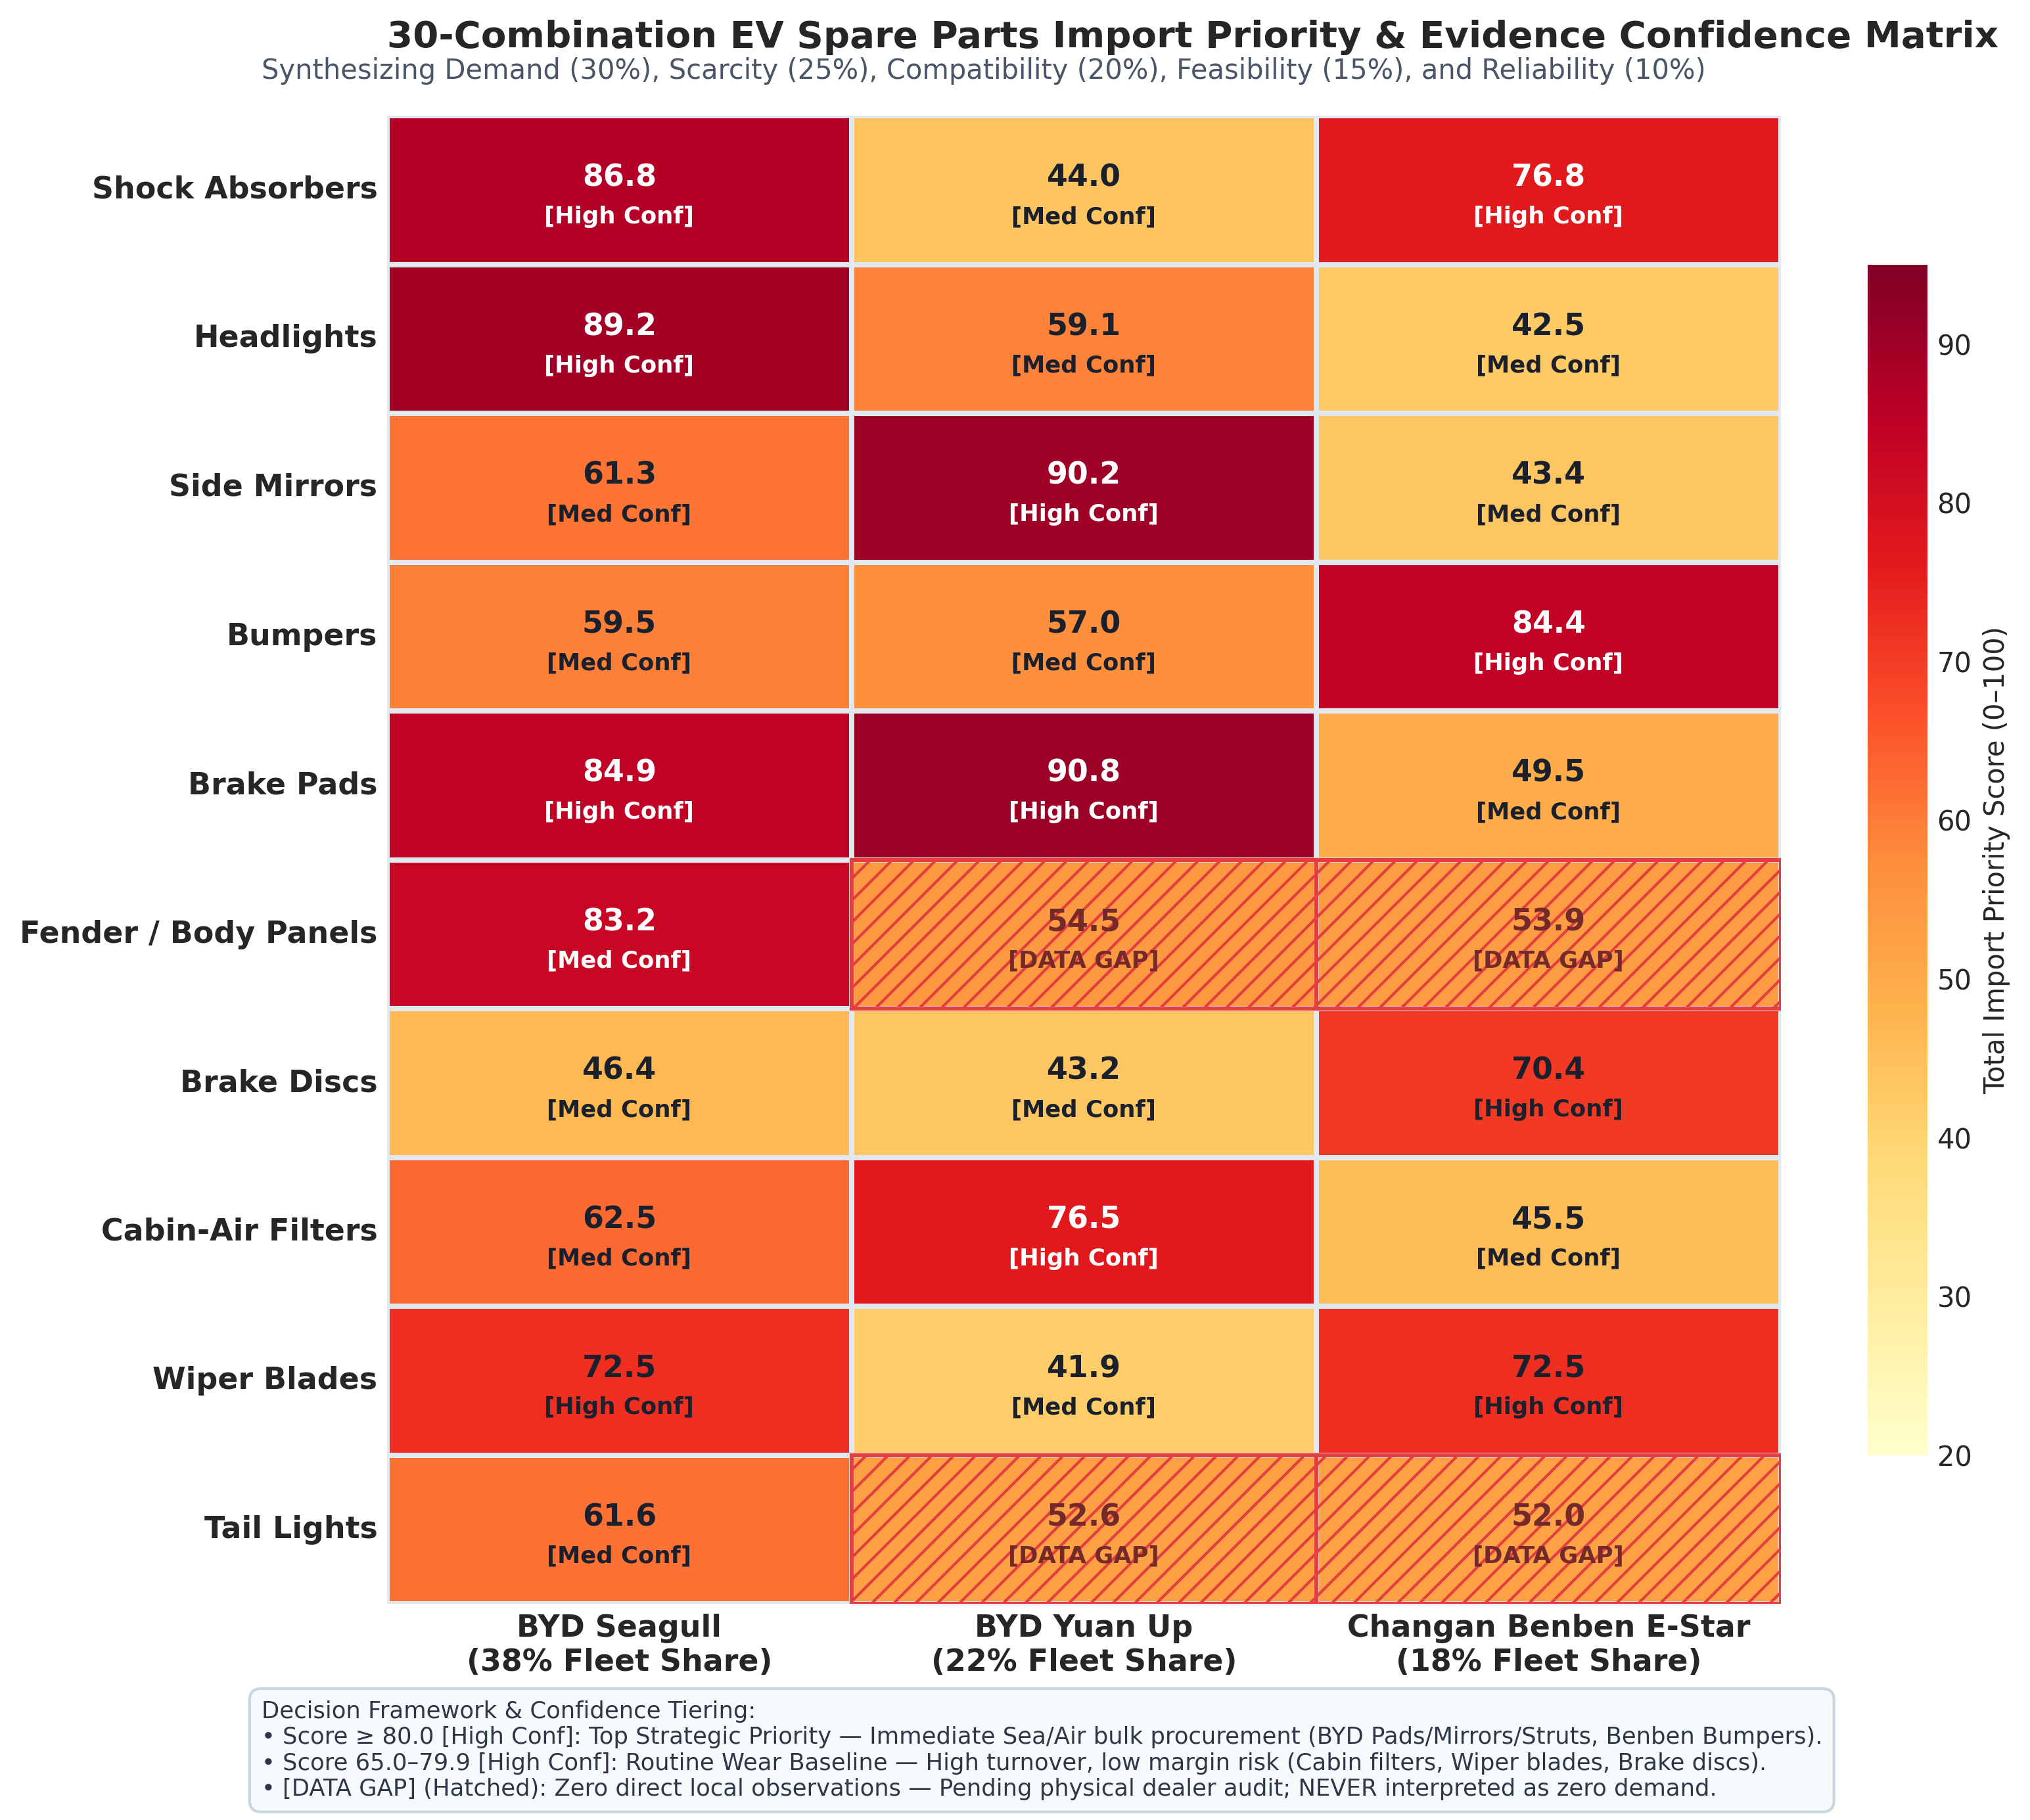 30-Combination EV Spare Parts Import Priority & Evidence Confidence Matrix
Synthesizing Demand (30%), Scarcity (25%), Compatibility (20%), Feasibility (15%), and Reliability (10%)
Shock Absorbers
86.8
[High Conf]
44.0
[Med Conf]
76.8
[High Conf]
Headlights
89.2
[High Conf]
59.1
[Med Conf]
42.5
[Med Conf]
Side Mirrors
61.3
[Med Conf]
90.2
[High Conf]
43.4
[Med Conf]
Bumpers
59.5
[Med Conf]
57.0
[Med Conf]
84.4
[High Conf]
Brake Pads
84.9
[High Conf]
90.8
[High Conf]
49.5
[Med Conf]
Fender / Body Panels
83.2
[Med Conf]
54.5
[DATA GAP]
53.9
[DATA GAP]
Brake Discs
46.4
[Med Conf]
43.2
[Med Conf]
70.4
[High Conf]
Cabin-Air Filters
62.5
[Med Conf]
76.5
[High Conf]
45.5
[Med Conf]
Wiper Blades
72.5
[High Conf]
41.9
[Med Conf]
72.5
[High Conf]
Tail Lights
61.6
[Med Conf]
52.6
[DATA GAP]
52.0
[DATA GAP]
BYD Seagull
(38% Fleet Share)
BYD Yuan Up
(22% Fleet Share)
Changan Benben E-Star
(18% Fleet Share)
90
80
70
60
50
40
30
20
Total Import Priority Score (0–100)
Decision Framework & Confidence Tiering:
• Score ≥ 80.0 [High Conf]: Top Strategic Priority — Immediate Sea/Air bulk procurement (BYD Pads/Mirrors/Struts, Benben Bumpers).
• Score 65.0–79.9 [High Conf]: Routine Wear Baseline — High turnover, low margin risk (Cabin filters, Wiper blades, Brake discs).
• [DATA GAP] (Hatched): Zero direct local observations — Pending physical dealer audit; NEVER interpreted as zero demand.